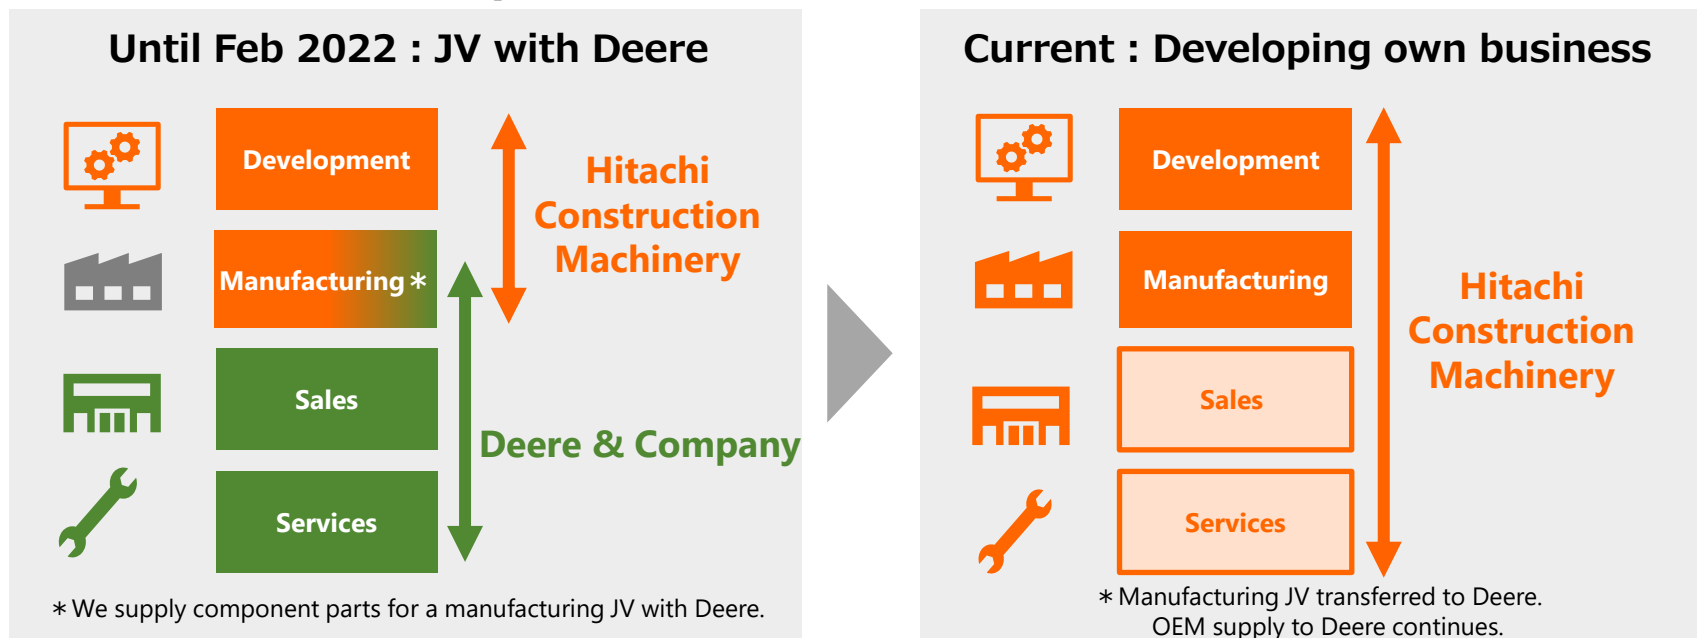 Until Feb 2022 : JV with Deere
Development
Hitachi
Construction
Machinery
Manufacturing＊
Sales
Deere & Company
Services
＊We supply component parts for a manufacturing JV with Deere.
Current : Developing own business
Development
Manufacturing
Hitachi
Construction
Machinery
Sales
Services
＊Manufacturing JV transferred to Deere.
OEM supply to Deere continues.